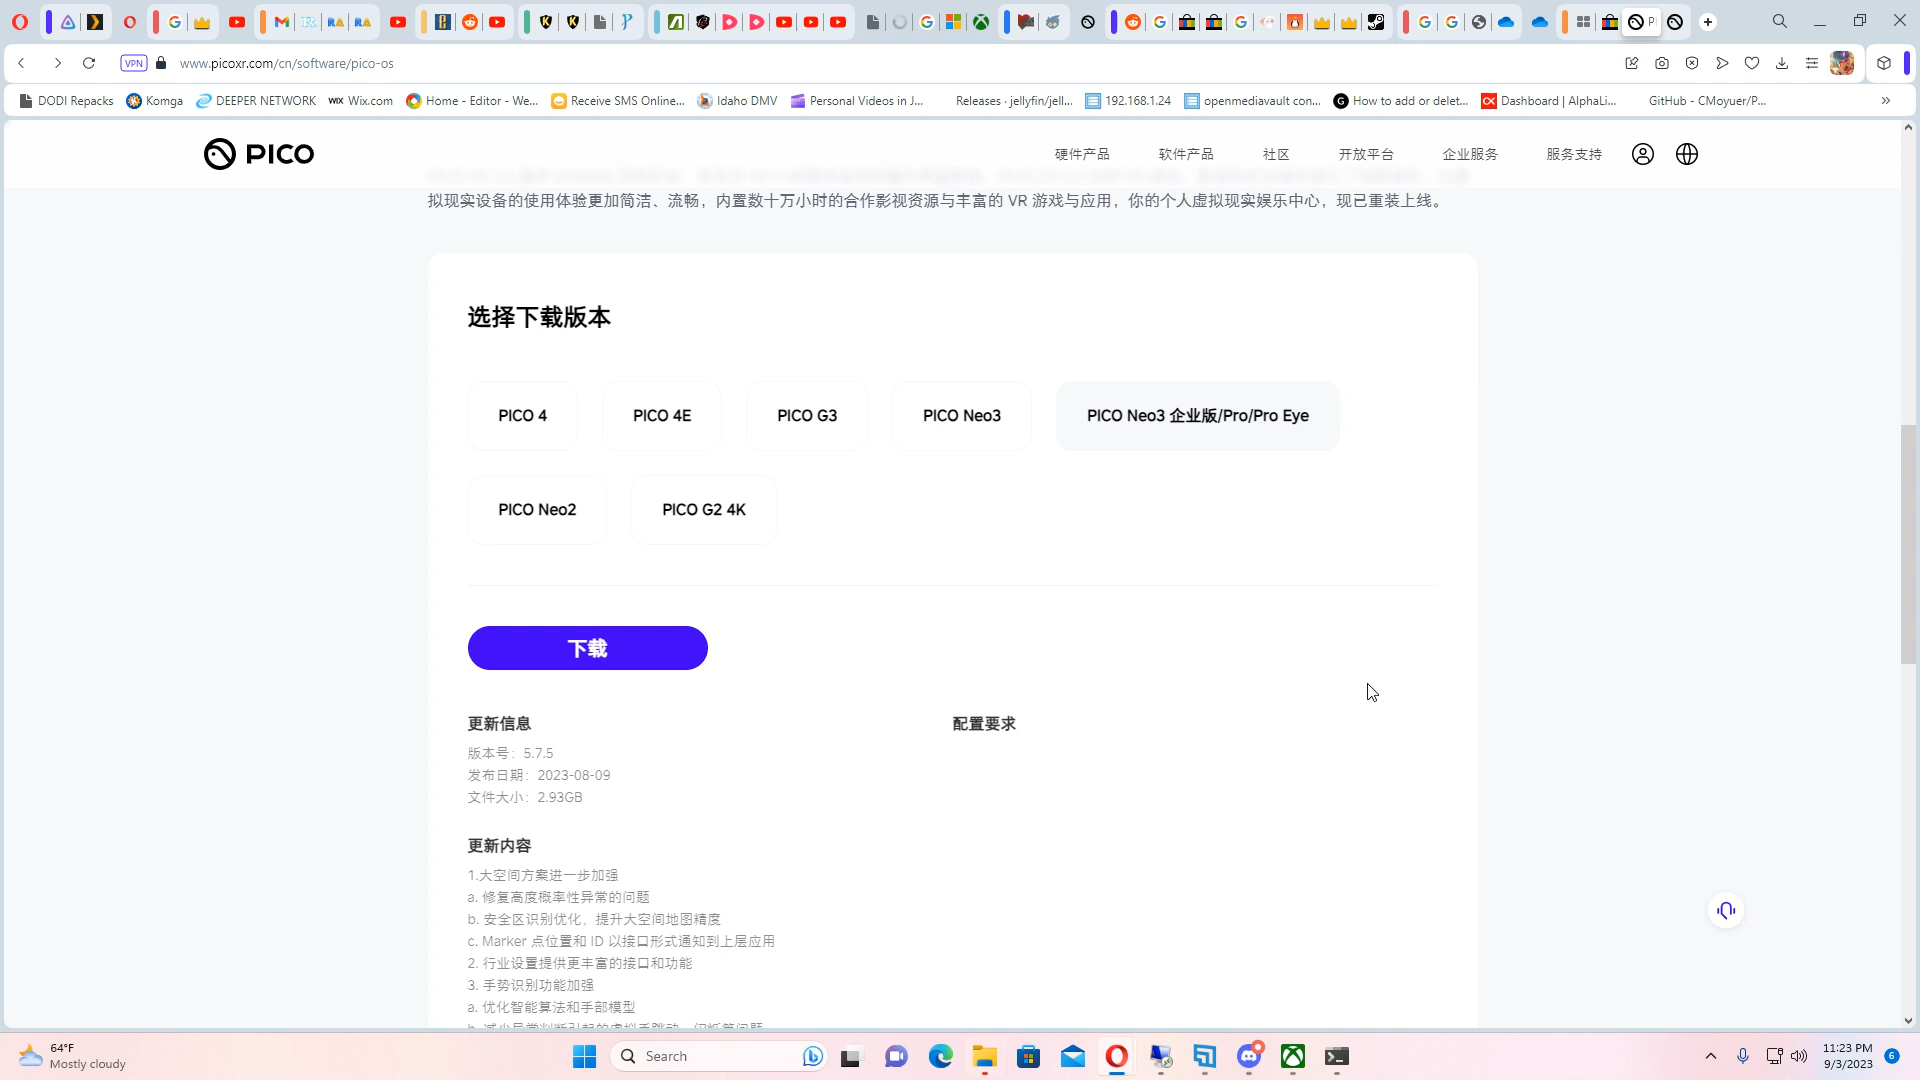 VPN
www.picoxr.com/cn/software/pico-os
DODI Repacks
Komga
DEEPER NETWORK
WIX Wix.com
Home - Editor - We...
Receive SMS Online...
Idaho DMV
Personal Videos in J...
Releases · jellyfin/jell...
192.168.1.24
openmediavault con...
How to add or delet...
Dashboard | AlphaLi...
GitHub - CMoyuer/P...
PICO
硬件产品
软件产品
社区
开放平台
企业服务
服务支持
拟现实设备的使用体验更加简洁、流畅，内置数十万小时的合作影视资源与丰富的 VR 游戏与应用，你的个人虚拟现实娱乐中心，现已重装上线。
选择下载版本
PICO 4
PICO 4E
PICO G3
PICO Neo3
PICO Neo3 企业版/Pro/Pro Eye
PICO Neo2
PICO G2 4K
下载
更新信息
版本号：5.7.5
发布日期：2023-08-09
文件大小：2.93GB
配置要求
更新内容
1.大空间方案进一步加强
a. 修复高度概率性异常的问题
b. 安全区识别优化，提升大空间地图精度
c. Marker 点位置和 ID 以接口形式通知到上层应用
2. 行业设置提供更丰富的接口和功能
3. 手势识别功能加强
a. 优化智能算法和手部模型
64°F
Mostly cloudy
Search
11:23 PM
9/3/2023
6